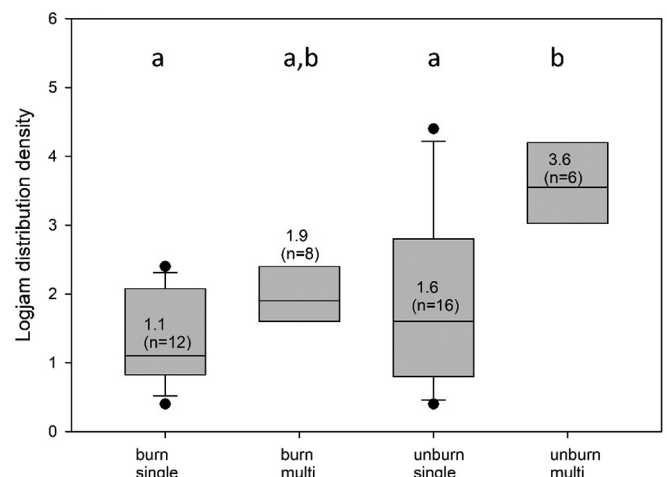 Logjam distribution density
6
5
4
3
2
1
0
a
a,b
a
b
1.1
(n=12)
1.9
(n=8)
1.6
(n=16)
3.6
(n=6)
burn
single
burn
multi
unburn
single
unburn
multi